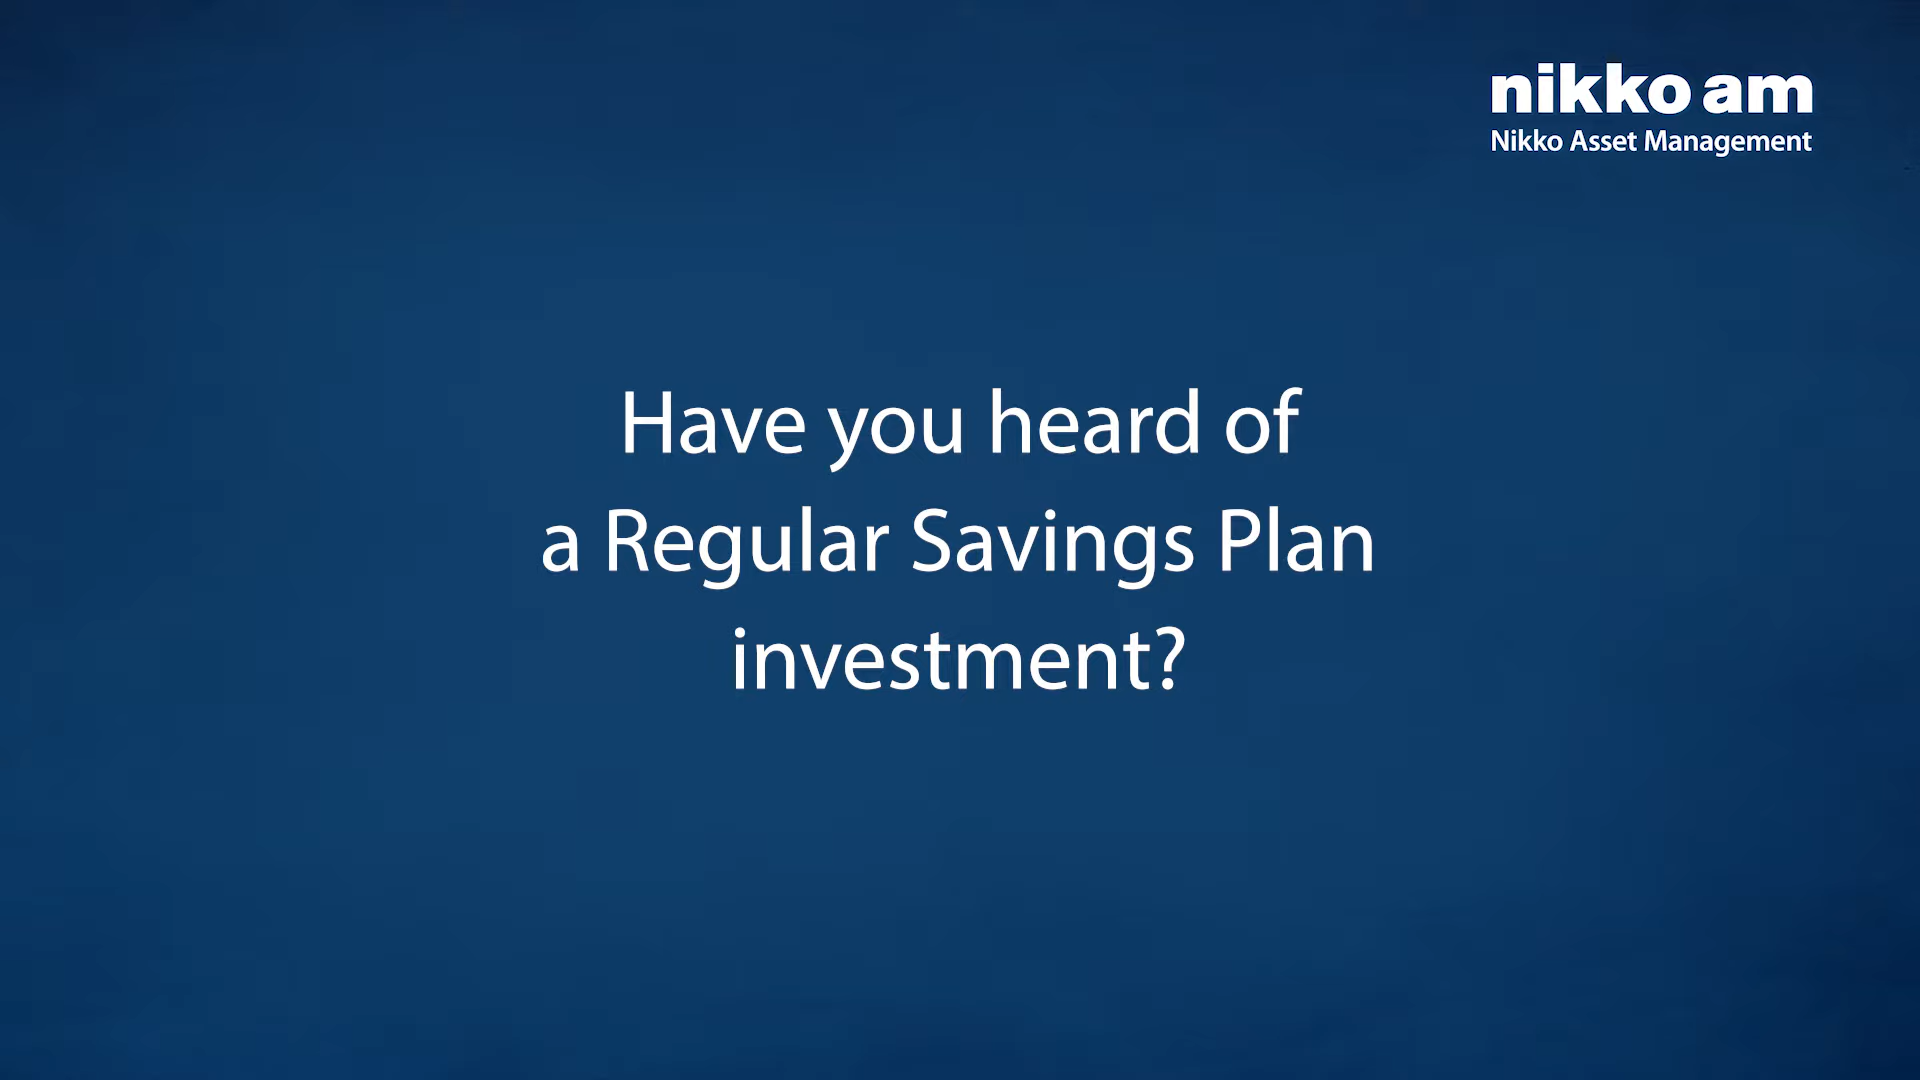 nikko am
Nikko Asset Management
Have you heard of
a Regular Savings Plan
investment?